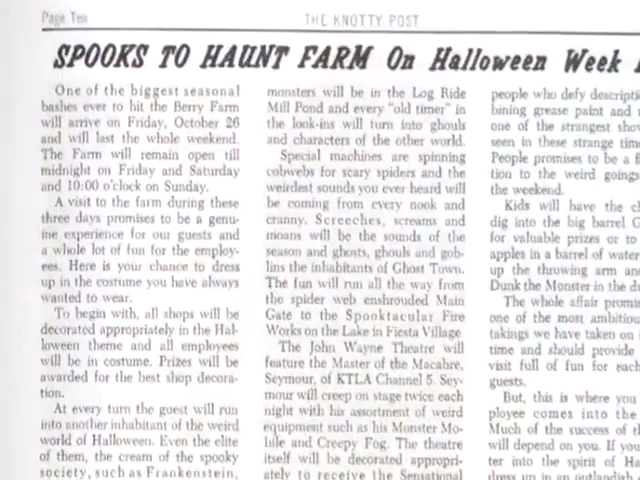 Page Ten
THE KNOTTY POST
SPOOKS TO HAUNT FARM On Halloween Week
One of the biggest seasonal
bashes ever to hit the Berry Farm
will arrive on Friday, October 26
and will last the whole weekend.
The Farm will remain open till
midnight on Friday and Saturday
and 10:00 o'clock on Sunday.
A visit to the farm during these
three days promises to be a genu-
ine experience for our guests and
a whole lot of fun for the employ-
ees. Here is your chance to dress
up in the costume you have always
wanted to wear.
To begin with, all shops will be
decorated appropriately in the Hal-
loween theme and all employees
will be in costume. Prizes will be
awarded for the best shop decora-
tion.
At every turn the guest will run
into another inhabitant of the weird
world of Halloween. Even the elite
of them, the cream of the spooky
society, such as Frankenstein,
monsters will be in the Log Ride
Mill Pond and every "old timer" in
the look-ins will turn into ghouls
and characters of the other world.
Special machines are spinning
cobwebs for scary spiders and the
weirdest sounds you ever heard will
be coming from every nook and
cranny. Screeches, screams and
moans will be the sounds of the
season and ghosts, ghouls and gob-
lins the inhabitants of Ghost Town.
The fun will run all the way from
the spider web enshrouded Main
Gate to the Spooktacular Fire
Works on the Lake in Fiesta Village.
The John Wayne Theatre will
feature the Master of the Macabre,
Seymour, of KTLA Channel 5. Sey-
mour will creep on stage twice each
night with his assortment of weird
equipment such as his Monster Mo-
bile and Creepy Fog. The theatre
itself will be decorated appropri-
ately to receive the Sensational
people who defy descripti
bining grease paint and
one of the strangest sho
seen in these strange tim
People promises to be a f
tion to the weird goings
the weekend.
Kids will have the ch
dig into the big barrel G
for valuable prizes or to
apples in a barrel of water
up the throwing arm and
Dunk the Monster in the du
The whole affair promi
one of the most ambitiou
takings we have taken on
time and should provide
visit full of fun for each
guests.
But, this is where you
ployee comes into the
Much of the success of th
will depend on you. If you
ter into the spirit of Ha
dress up in an outlandish